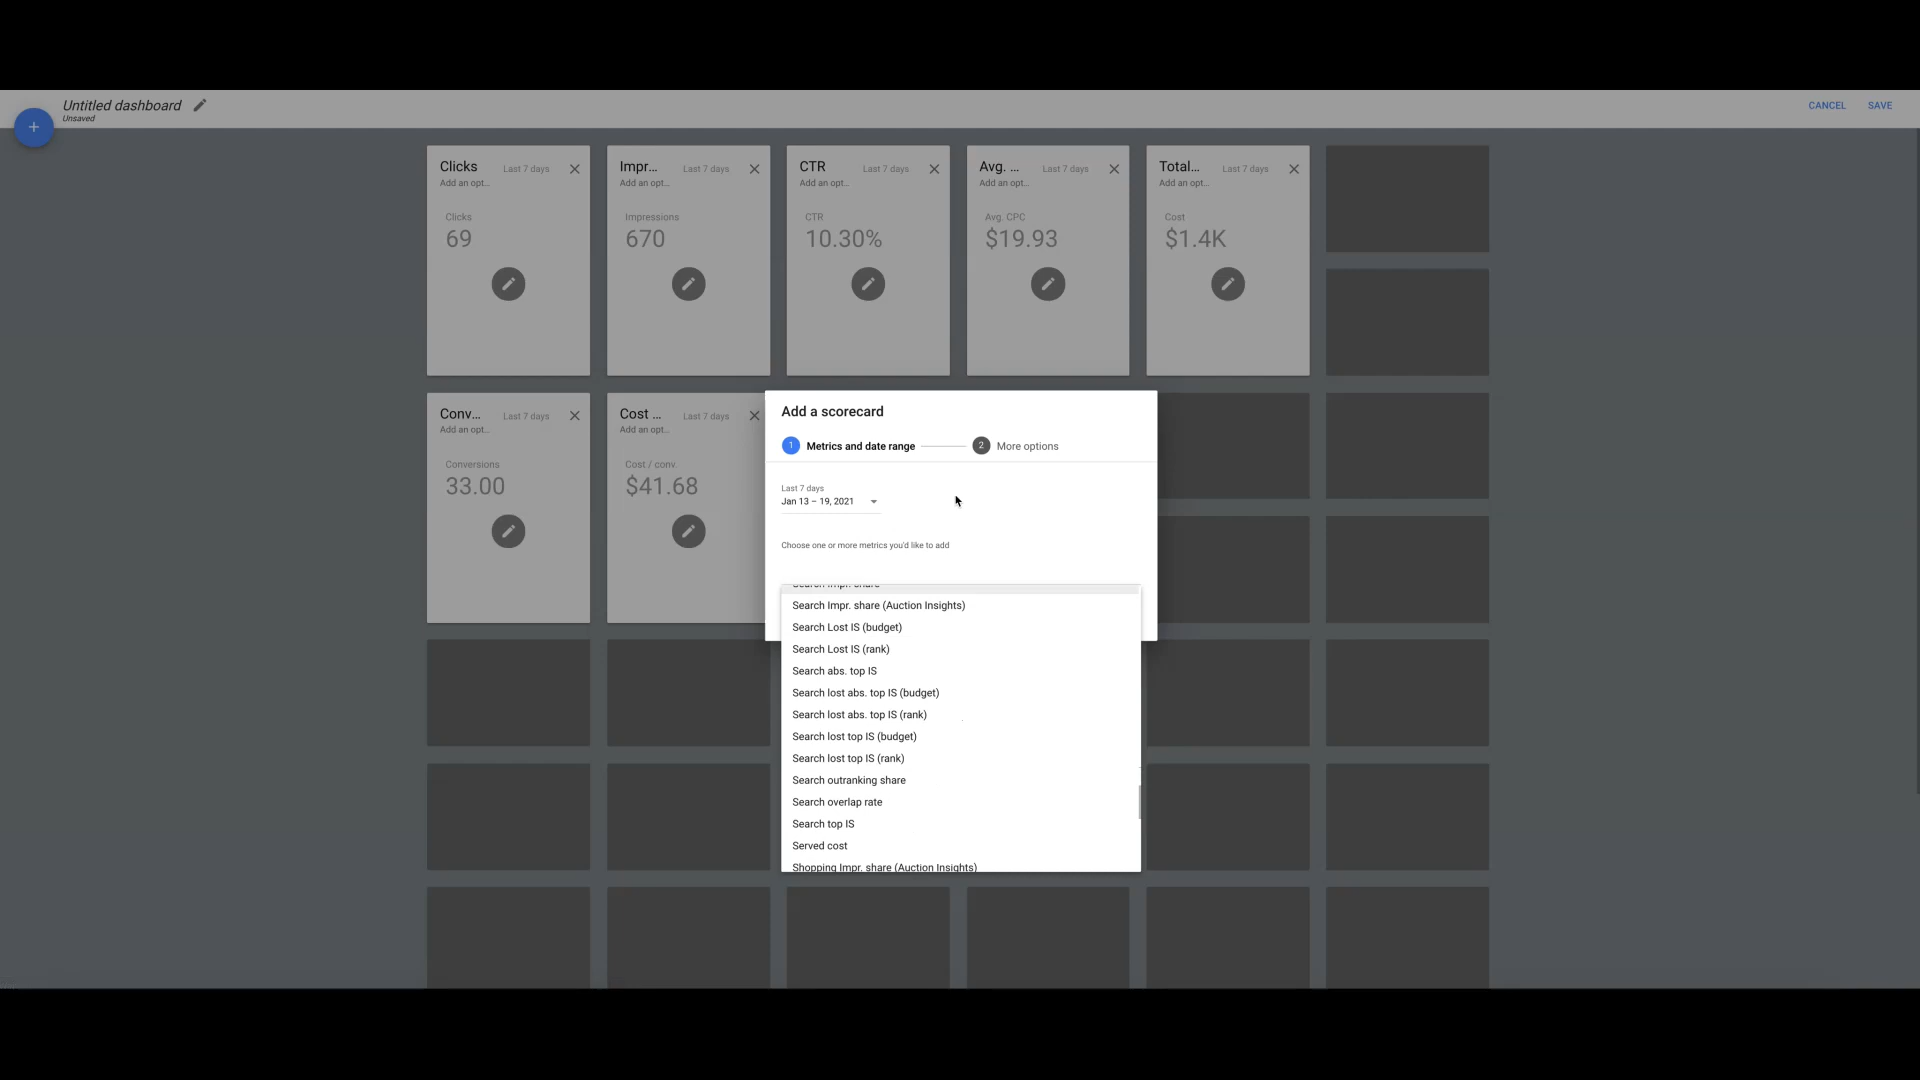 Untitled dashboard
Unsaved
CANCEL SAVE
Clicks Last 7 days
Add an opt...
Clicks
69
Impr... Last 7 days
Add an opt...
Impressions
670
CTR Last 7 days
Add an opt...
CTR
10.30%
Avg. ... Last 7 days
Add an opt...
Avg. CPC
$19.93
Total... Last 7 days
Add an opt...
Cost
$1.4K
Conv... Last 7 days
Add an opt...
Conversions
33.00
Cost ... Last 7 days
Add an opt...
Cost / conv.
$41.68
Add a scorecard
1 Metrics and date range 2 More options
Last 7 days
Jan 13 – 19, 2021
Choose one or more metrics you'd like to add
Search Impr. share
Search Impr. share (Auction Insights)
Search Lost IS (budget)
Search Lost IS (rank)
Search abs. top IS
Search lost abs. top IS (budget)
Search lost abs. top IS (rank)
Search lost top IS (budget)
Search lost top IS (rank)
Search outranking share
Search overlap rate
Search top IS
Served cost
Shopping Impr. share (Auction Insights)